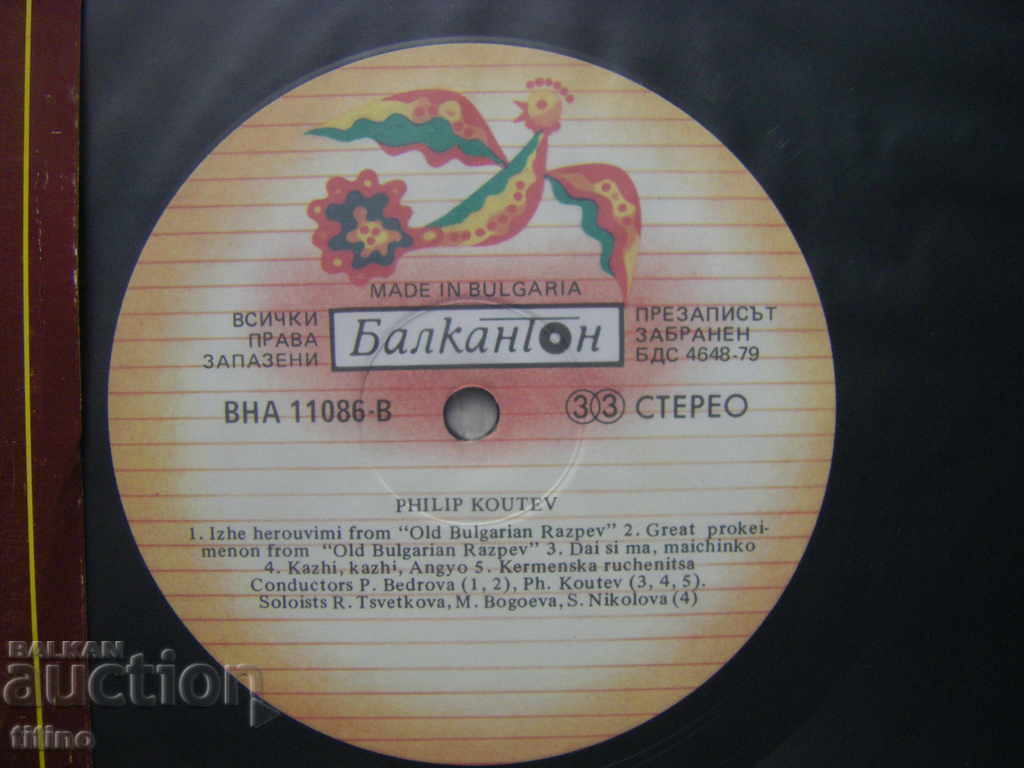 MADE IN BULGARIA
ВСИЧКИ
ПРАВА
ЗАПАЗЕНИ
Балкантон
ПРЕЗАПИСЪТ
ЗАБРАНЕН
БДС 4648-79
ВНА 11086-В
33 СТЕРЕО
PHILIP KOUTEV
1. Izhe herouvimi from "Old Bulgarian Razpev" 2. Great prokei-
menon from "Old Bulgarian Razpev" 3. Dai si ma, maichinko
4. Kazhi, kazhi, Angyo 5. Kermenska ruchenitsa
Conductors P. Bedrova (1, 2), Ph. Koutev (3, 4, 5).
Soloists R. Tsvetkova, M. Bogoeva, S. Nikolova (4)
BALKAN
auction
titino